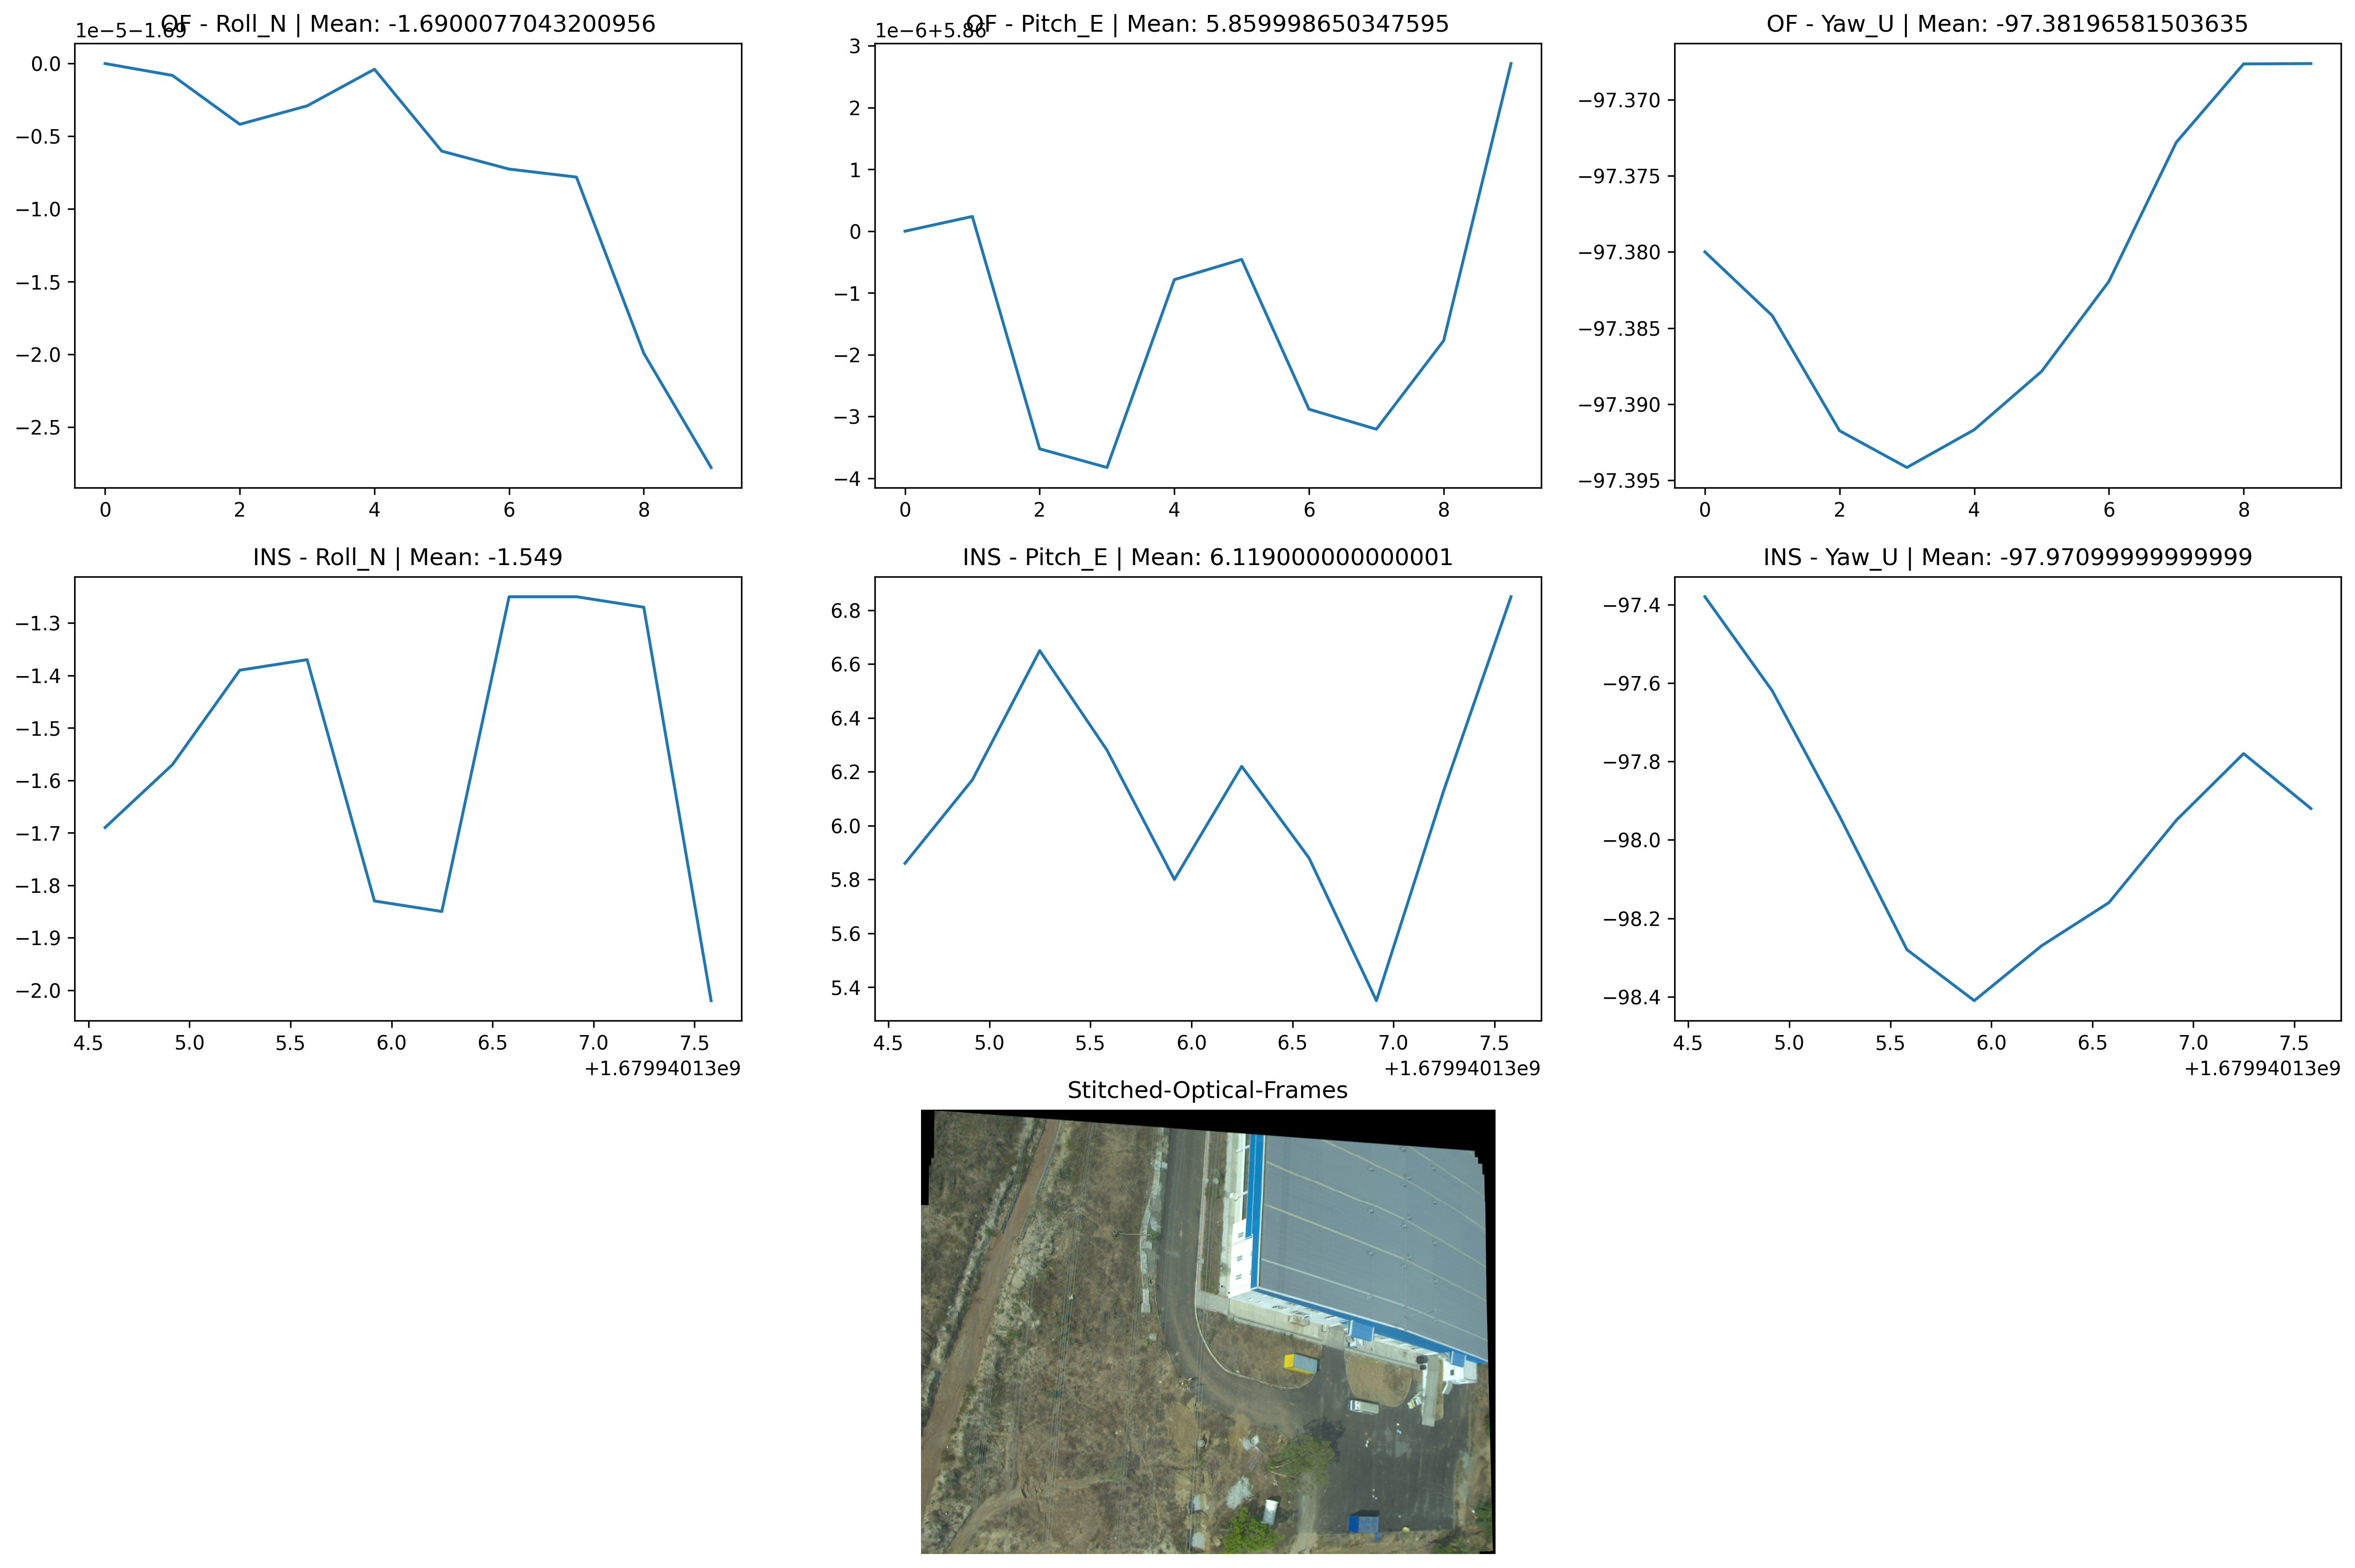 OF - Roll_N | Mean: -1.6900077043200956
1e−5−1.69
0.0
−0.5
−1.0
−1.5
−2.0
−2.5
0 2 4 6 8
OF - Pitch_E | Mean: 5.859998650347595
1e−6+5.86
3
2
1
0
−1
−2
−3
−4
0 2 4 6 8
OF - Yaw_U | Mean: -97.38196581503635
−97.370
−97.375
−97.380
−97.385
−97.390
−97.395
0 2 4 6 8
INS - Roll_N | Mean: -1.549
−1.3
−1.4
−1.5
−1.6
−1.7
−1.8
−1.9
−2.0
4.5 5.0 5.5 6.0 6.5 7.0 7.5
+1.67994013e9
INS - Pitch_E | Mean: 6.119000000000001
6.8
6.6
6.4
6.2
6.0
5.8
5.6
5.4
4.5 5.0 5.5 6.0 6.5 7.0 7.5
+1.67994013e9
INS - Yaw_U | Mean: -97.97099999999999
−97.4
−97.6
−97.8
−98.0
−98.2
−98.4
4.5 5.0 5.5 6.0 6.5 7.0 7.5
+1.67994013e9
Stitched-Optical-Frames